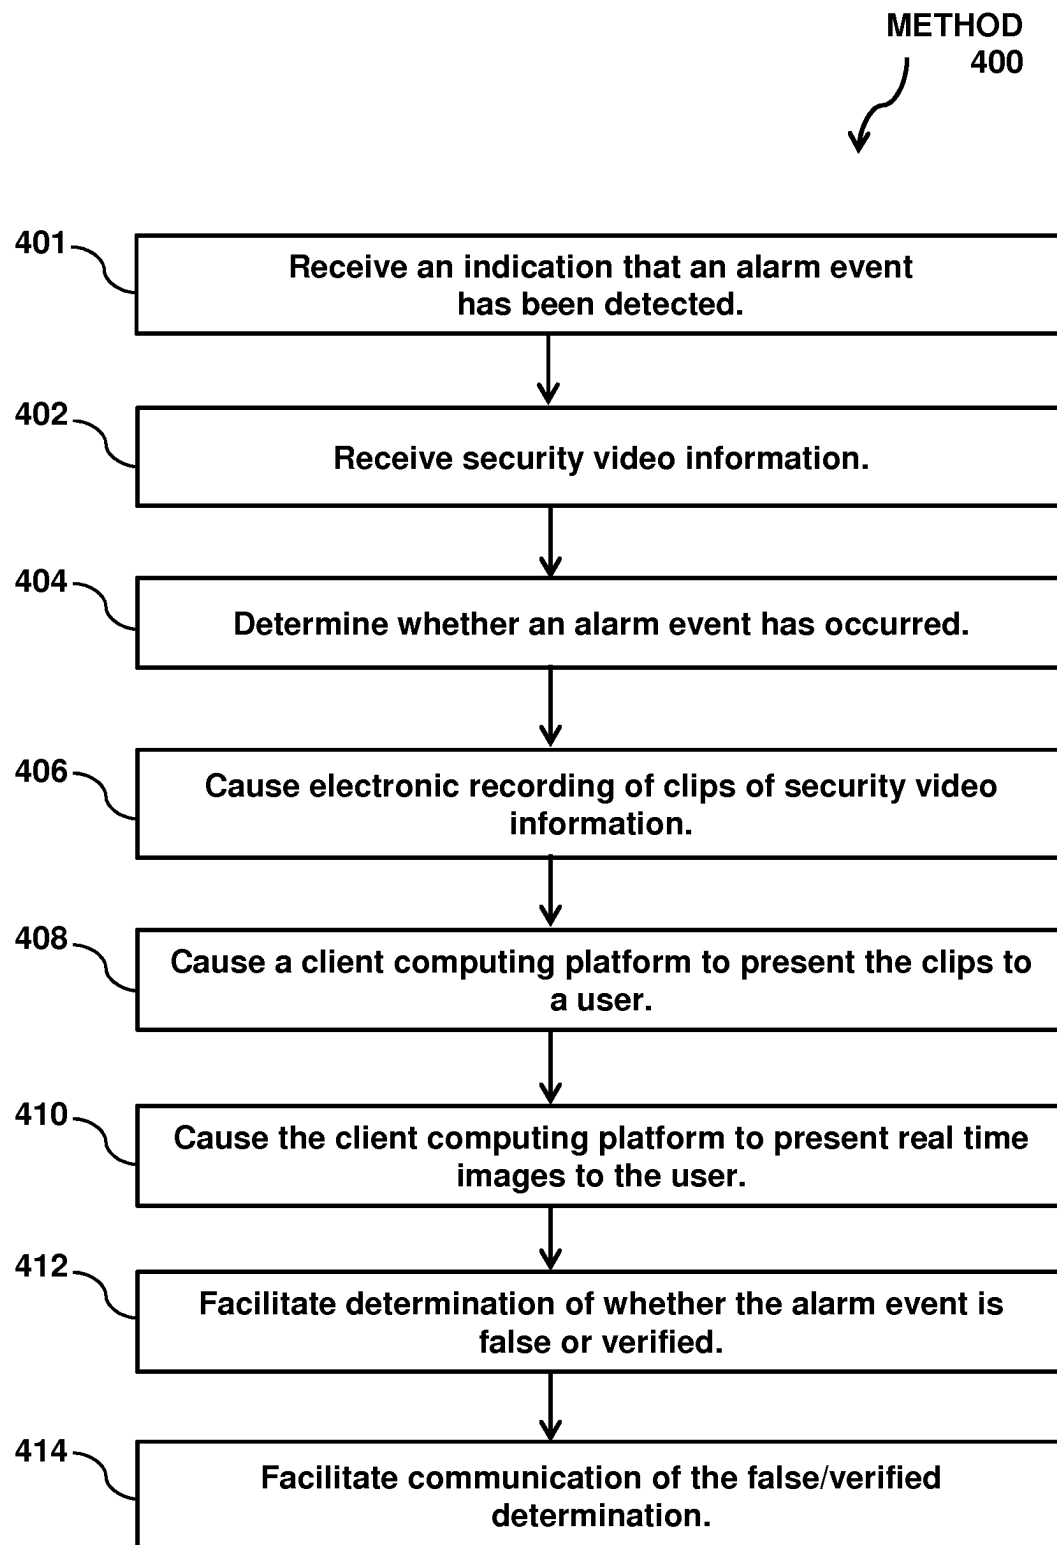 METHOD
400
401
Receive an indication that an alarm event
has been detected.
402
Receive security video information.
404
Determine whether an alarm event has occurred.
406
Cause electronic recording of clips of security video
information.
408
Cause a client computing platform to present the clips to
a user.
410
Cause the client computing platform to present real time
images to the user.
412
Facilitate determination of whether the alarm event is
false or verified.
414
Facilitate communication of the false/verified
determination.